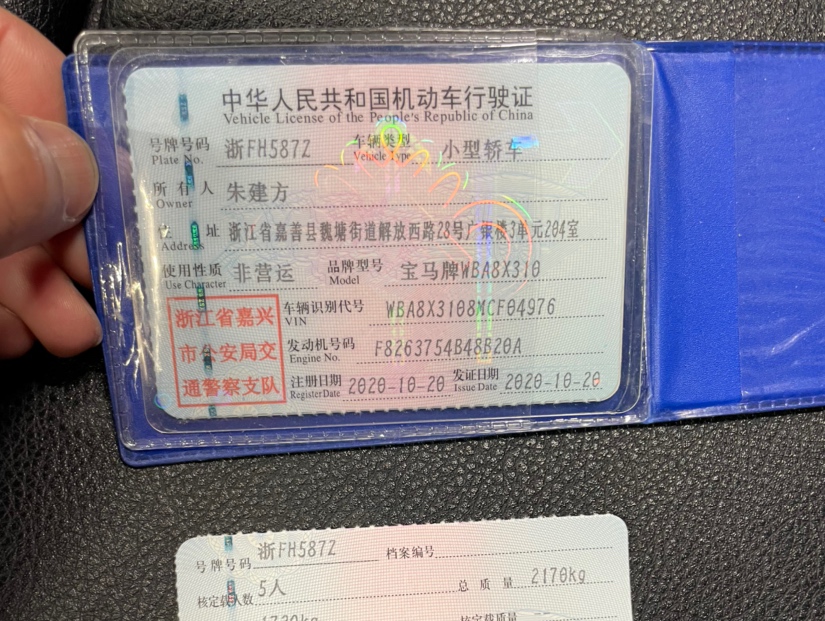 中华人民共和国机动车行驶证
Vehicle License of the People's Republic of China
号牌号码 浙FH587Z 车辆类型 小型轿车
Plate No. Vehicle Type
所有人 朱建方
Owner
住址 浙江省嘉善县魏塘街道解放西路28号广银楼3单元204室
Address
使用性质 非营运 品牌型号 宝马牌WBA8X310
Use Character Model
浙江省嘉兴
市公安局交
通警察支队
车辆识别代号 WBA8X3108MCF04976
VIN
发动机号码 F8263754B48B20A
Engine No.
注册日期 2020-10-20 发证日期 2020-10-20
Register Date Issue Date
号牌号码 浙FH587Z 档案编号
核定载人数 5人 总质量 2170kg
核定载质量